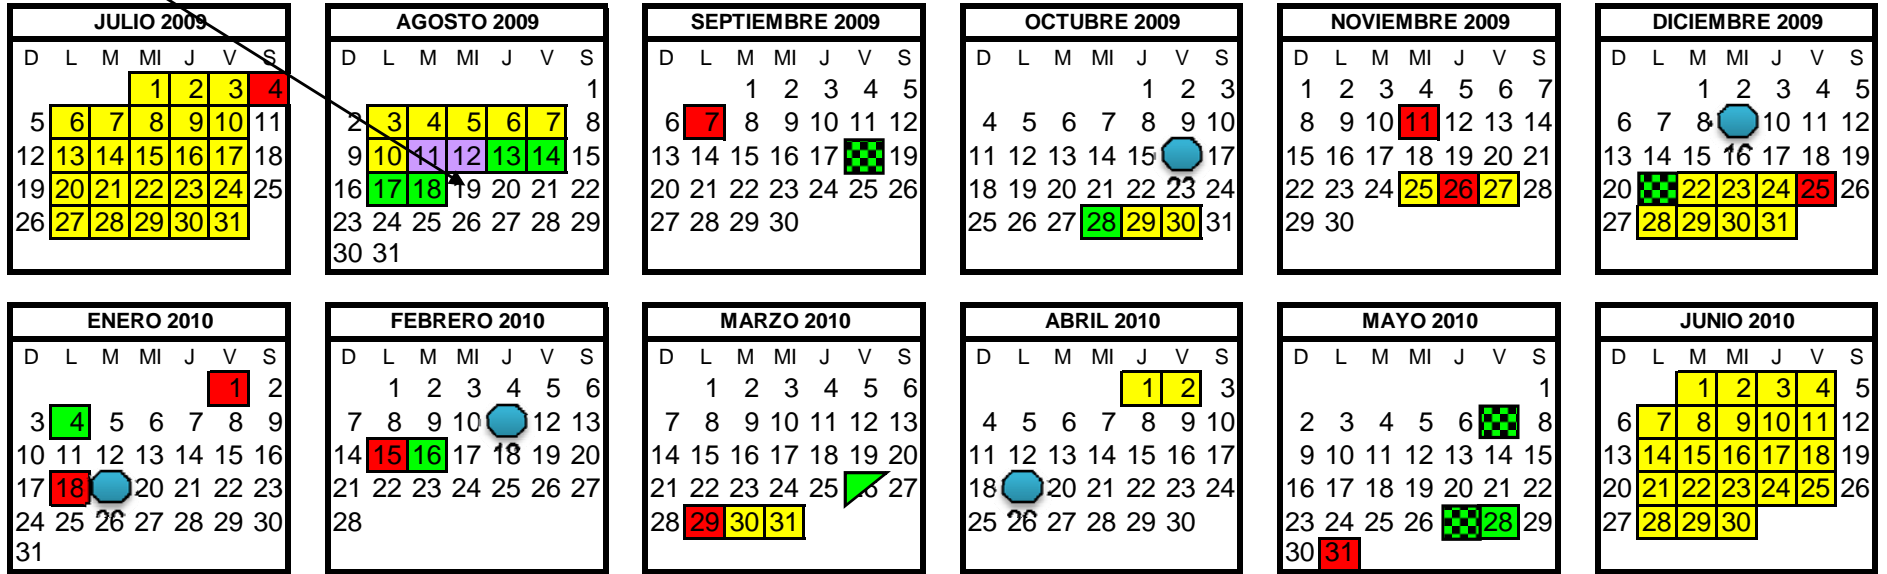 JULIO 2009
D L M MI J V S
1 2 3 4
5 6 7 8 9 10 11
12 13 14 15 16 17 18
19 20 21 22 23 24 25
26 27 28 29 30 31
AGOSTO 2009
D L M MI J V S
1
2 3 4 5 6 7 8
9 10 11 12 13 14 15
16 17 18 19 20 21 22
23 24 25 26 27 28 29
30 31
SEPTIEMBRE 2009
D L M MI J V S
1 2 3 4 5
6 7 8 9 10 11 12
13 14 15 16 17 19
20 21 22 23 24 25 26
27 28 29 30
OCTUBRE 2009
D L M MI J V S
1 2 3
4 5 6 7 8 9 10
11 12 13 14 15 17
18 19 20 21 22 23 24
25 26 27 28 29 30 31
NOVIEMBRE 2009
D L M MI J V S
1 2 3 4 5 6 7
8 9 10 11 12 13 14
15 16 17 18 19 20 21
22 23 24 25 26 27 28
29 30
DICIEMBRE 2009
D L M MI J V S
1 2 3 4 5
6 7 8 10 11 12
13 14 15 16 17 18 19
20 22 23 24 25 26
27 28 29 30 31
ENERO 2010
D L M MI J V S
1 2
3 4 5 6 7 8 9
10 11 12 13 14 15 16
17 18 20 21 22 23
24 25 26 27 28 29 30
31
FEBRERO 2010
D L M MI J V S
1 2 3 4 5 6
7 8 9 10 12 13
14 15 16 17 18 19 20
21 22 23 24 25 26 27
28
MARZO 2010
D L M MI J V S
1 2 3 4 5 6
7 8 9 10 11 12 13
14 15 16 17 18 19 20
21 22 23 24 25 27
28 29 30 31
ABRIL 2010
D L M MI J V S
1 2 3
4 5 6 7 8 9 10
11 12 13 14 15 16 17
18 20 21 22 23 24
25 26 27 28 29 30
MAYO 2010
D L M MI J V S
1
2 3 4 5 6 8
9 10 11 12 13 14 15
16 17 18 19 20 21 22
23 24 25 26 28 29
30 31
JUNIO 2010
D L M MI J V S
1 2 3 4 5
6 7 8 9 10 11 12
13 14 15 16 17 18 19
20 21 22 23 24 25 26
27 28 29 30